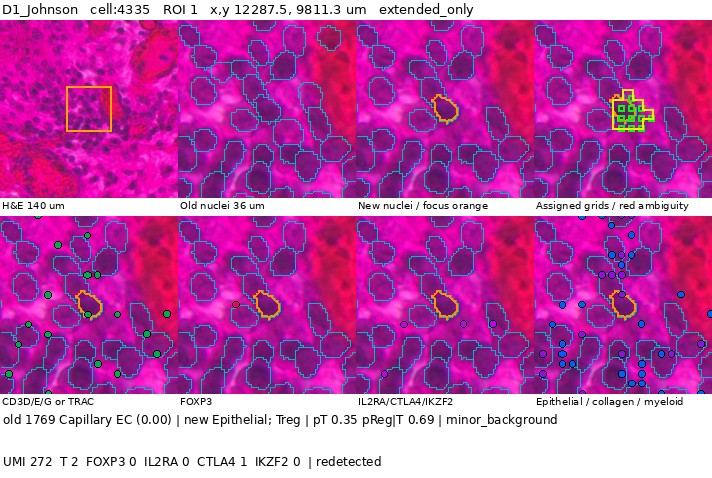 D1_Johnson cell:4335 ROI 1 x,y 12287.5, 9811.3 um extended_only
H&E 140 um
Old nuclei 36 um
New nuclei / focus orange
Assigned grids / red ambiguity
CD3D/E/G or TRAC
FOXP3
IL2RA/CTLA4/IKZF2
Epithelial / collagen / myeloid
old 1769 Capillary EC (0.00) | new Epithelial; Treg | pT 0.35 pReg|T 0.69 | minor_background
UMI 272 T 2 FOXP3 0 IL2RA 0 CTLA4 1 IKZF2 0 | redetected